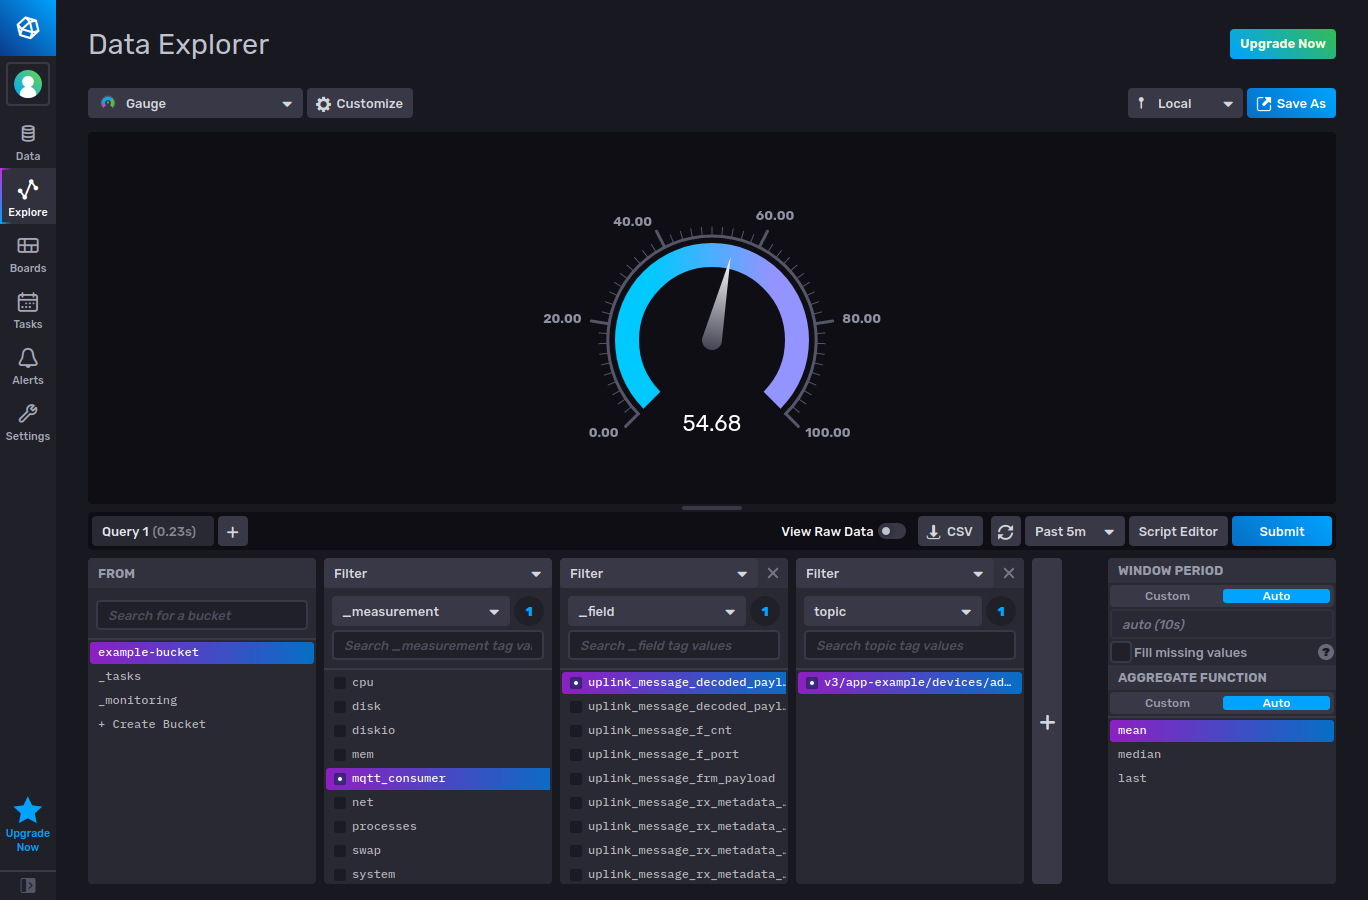 Data Explorer
Upgrade Now
Gauge
Customize
Local
Save As
Data
Explore
Boards
Tasks
Alerts
Settings
Upgrade
Now
40.00
60.00
20.00
80.00
0.00
54.68
100.00
Query 1 (0.23s)
+
View Raw Data
CSV
Past 5m
Script Editor
Submit
FROM
Search for a bucket
example-bucket
_tasks
_monitoring
+ Create Bucket
Filter
_measurement
1
Search _measurement tag va
cpu
disk
diskio
mem
mqtt_consumer
net
processes
swap
system
Filter
_field
1
Search _field tag values
uplink_message_decoded_payl…
uplink_message_decoded_payl…
uplink_message_f_cnt
uplink_message_f_port
uplink_message_frm_payload
uplink_message_rx_metadata_…
uplink_message_rx_metadata_…
uplink_message_rx_metadata_…
uplink_message_rx_metadata_…
Filter
topic
1
Search topic tag values
v3/app-example/devices/ad…
+
WINDOW PERIOD
Custom
Auto
auto (10s)
Fill missing values
?
AGGREGATE FUNCTION
Custom
Auto
mean
median
last